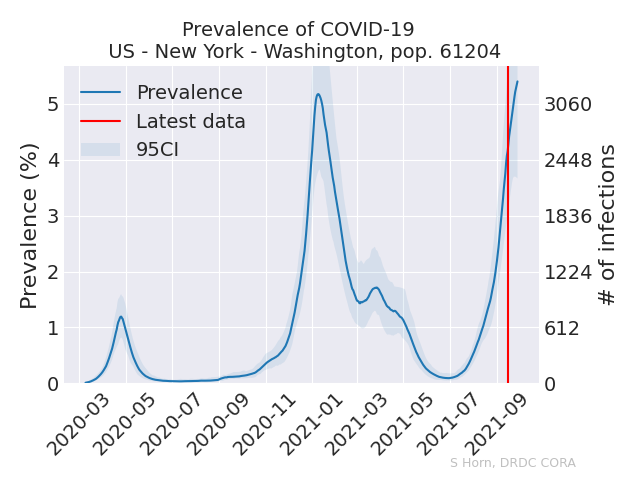 Prevalence of COVID-19
US - New York - Washington, pop. 61204
Prevalence
Latest data
95CI
Prevalence (%)
5
4
3
2
1
0
3060
2448
1836
1224
612
0
# of infections
2020-03
2020-05
2020-07
2020-09
2020-11
2021-01
2021-03
2021-05
2021-07
2021-09
S Horn, DRDC CORA